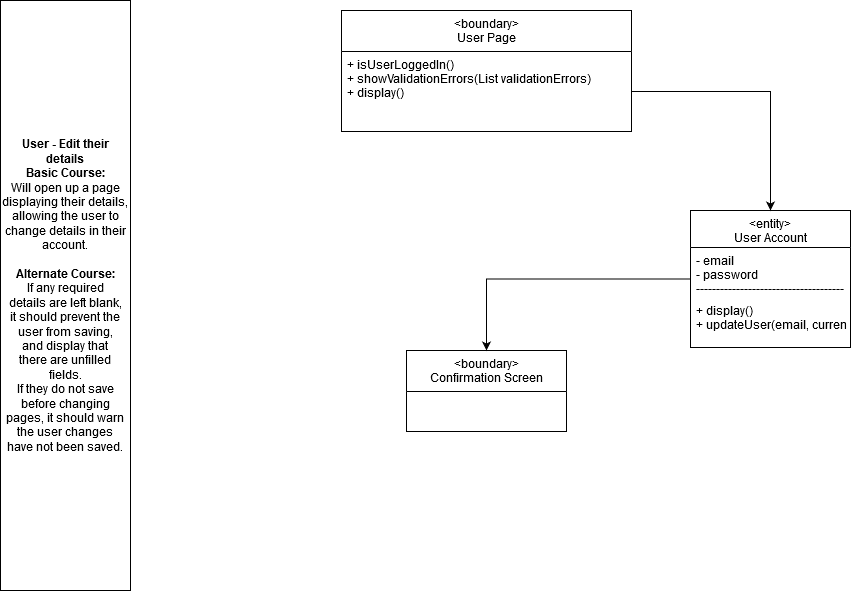 User - Edit their
details
Basic Course:
Will open up a page
displaying their details,
allowing the user to
change details in their
account.
Alternate Course:
If any required
details are left blank,
it should prevent the
user from saving,
and display that
there are unfilled
fields.
If they do not save
before changing
pages, it should warn
the user changes
have not been saved.
<boundary>
User Page
+ isUserLoggedIn()
+ showValidationErrors(List validationErrors)
+ display()
<entity>
User Account
- email
- password
-------------------------------------
+ display()
+ updateUser(email, curren
<boundary>
Confirmation Screen